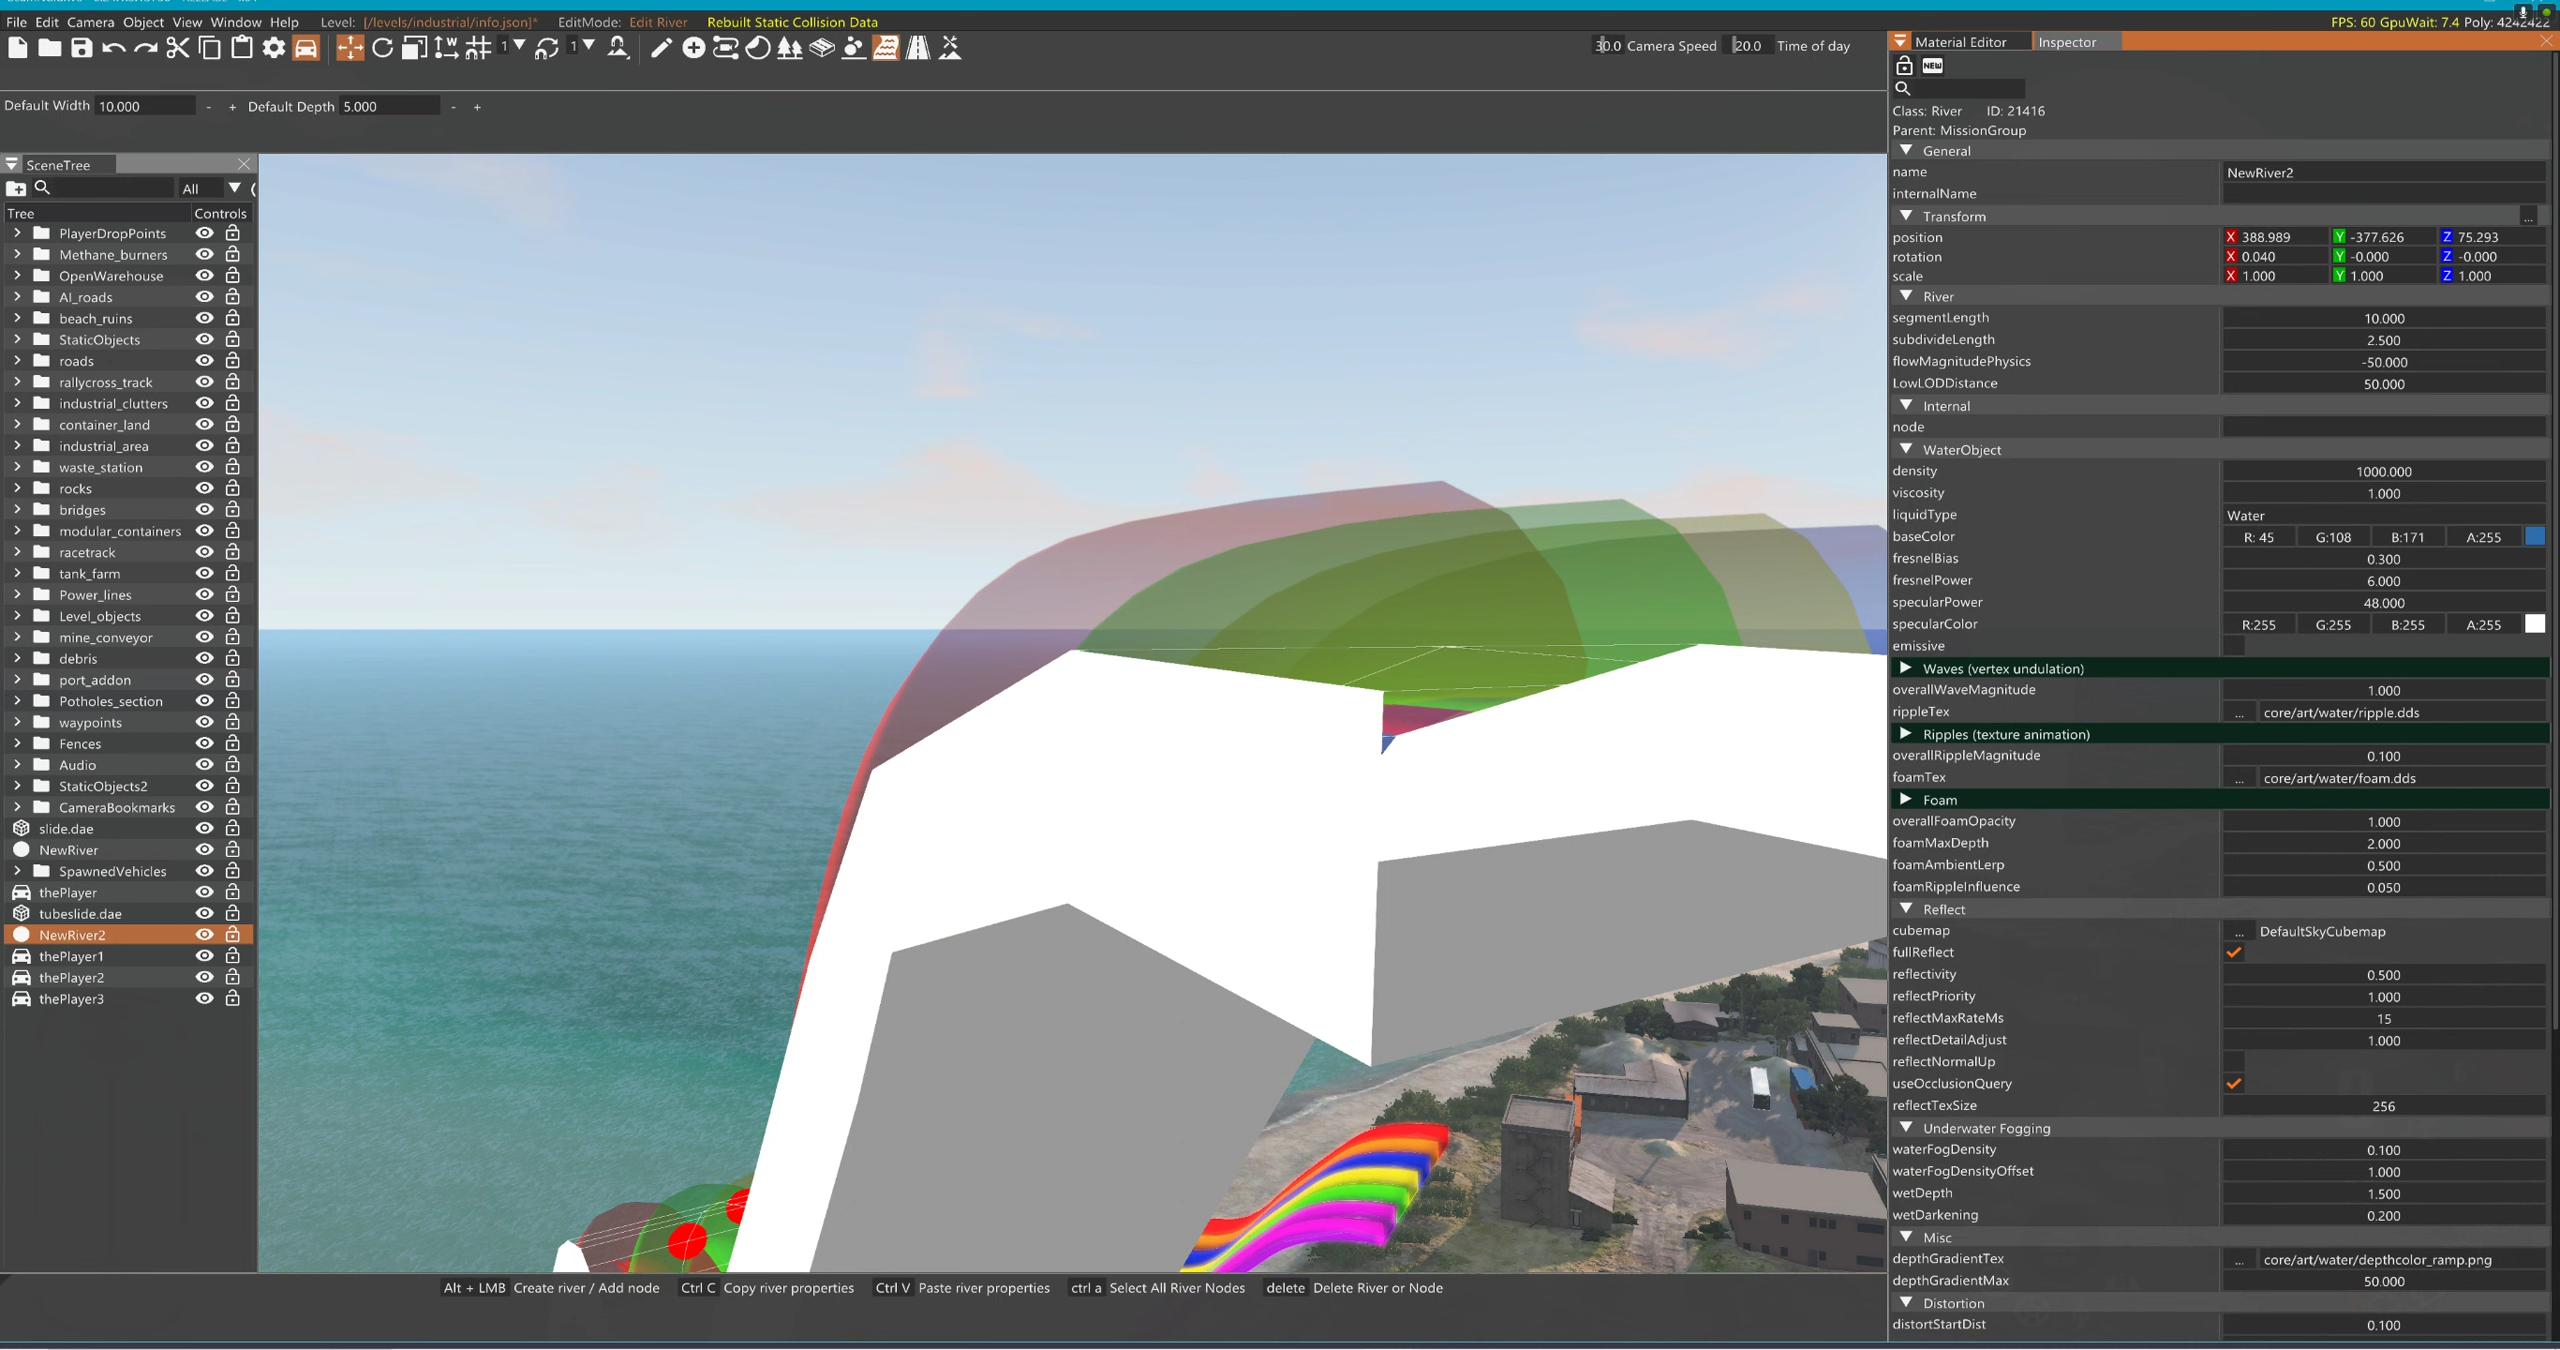 File Edit Camera Object View Window Help Level: [/levels/industrial/info.json]* EditMode: Edit River Rebuilt Static Collision Data
FPS: 60 GpuWait: 7.4 Poly: 4242422
1 1 30.0 Camera Speed 20.0 Time of day
Default Width 10.000 - + Default Depth 5.000 - +
SceneTree
All
Tree Controls
PlayerDropPoints
Methane_burners
OpenWarehouse
AI_roads
beach_ruins
StaticObjects
roads
rallycross_track
industrial_clutters
container_land
industrial_area
waste_station
rocks
bridges
modular_containers
racetrack
tank_farm
Power_lines
Level_objects
mine_conveyor
debris
port_addon
Potholes_section
waypoints
Fences
Audio
StaticObjects2
CameraBookmarks
slide.dae
NewRiver
SpawnedVehicles
thePlayer
tubeslide.dae
NewRiver2
thePlayer1
thePlayer2
thePlayer3
Alt + LMB Create river / Add node Ctrl C Copy river properties Ctrl V Paste river properties ctrl a Select All River Nodes delete Delete River or Node
Material Editor Inspector
NEW
Class: River ID: 21416
Parent: MissionGroup
General
name NewRiver2
internalName
Transform ...
position X 388.989 Y -377.626 Z 75.293
rotation X 0.040 Y -0.000 Z -0.000
scale X 1.000 Y 1.000 Z 1.000
River
segmentLength 10.000
subdivideLength 2.500
flowMagnitudePhysics -50.000
LowLODDistance 50.000
Internal
node
WaterObject
density 1000.000
viscosity 1.000
liquidType Water
baseColor R: 45 G:108 B:171 A:255
fresnelBias 0.300
fresnelPower 6.000
specularPower 48.000
specularColor R:255 G:255 B:255 A:255
emissive
Waves (vertex undulation)
overallWaveMagnitude 1.000
rippleTex ... core/art/water/ripple.dds
Ripples (texture animation)
overallRippleMagnitude 0.100
foamTex ... core/art/water/foam.dds
Foam
overallFoamOpacity 1.000
foamMaxDepth 2.000
foamAmbientLerp 0.500
foamRippleInfluence 0.050
Reflect
cubemap ... DefaultSkyCubemap
fullReflect
reflectivity 0.500
reflectPriority 1.000
reflectMaxRateMs 15
reflectDetailAdjust 1.000
reflectNormalUp
useOcclusionQuery
reflectTexSize 256
Underwater Fogging
waterFogDensity 0.100
waterFogDensityOffset 1.000
wetDepth 1.500
wetDarkening 0.200
Misc
depthGradientTex ... core/art/water/depthcolor_ramp.png
depthGradientMax 50.000
Distortion
distortStartDist 0.100